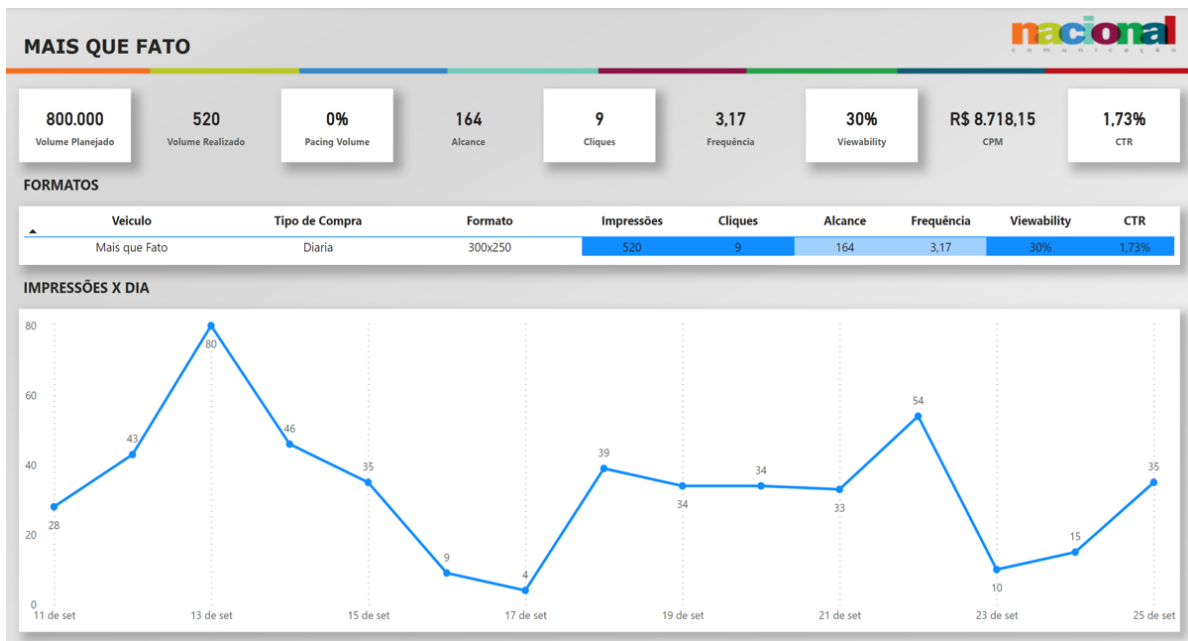 MAIS QUE FATO
nacional
comunicação
800.000
Volume Planejado
520
Volume Realizado
0%
Pacing Volume
164
Alcance
9
Cliques
3,17
Frequência
30%
Viewability
R$ 8.718,15
CPM
1,73%
CTR
FORMATOS
Veiculo Tipo de Compra Formato Impressões Cliques Alcance Frequência Viewability CTR
Mais que Fato Diaria 300x250 520 9 164 3,17 30% 1,73%
IMPRESSÕES X DIA
80
60
40
20
0
28
43
80
46
35
9
4
39
34
34
33
54
10
15
35
11 de set 13 de set 15 de set 17 de set 19 de set 21 de set 23 de set 25 de set